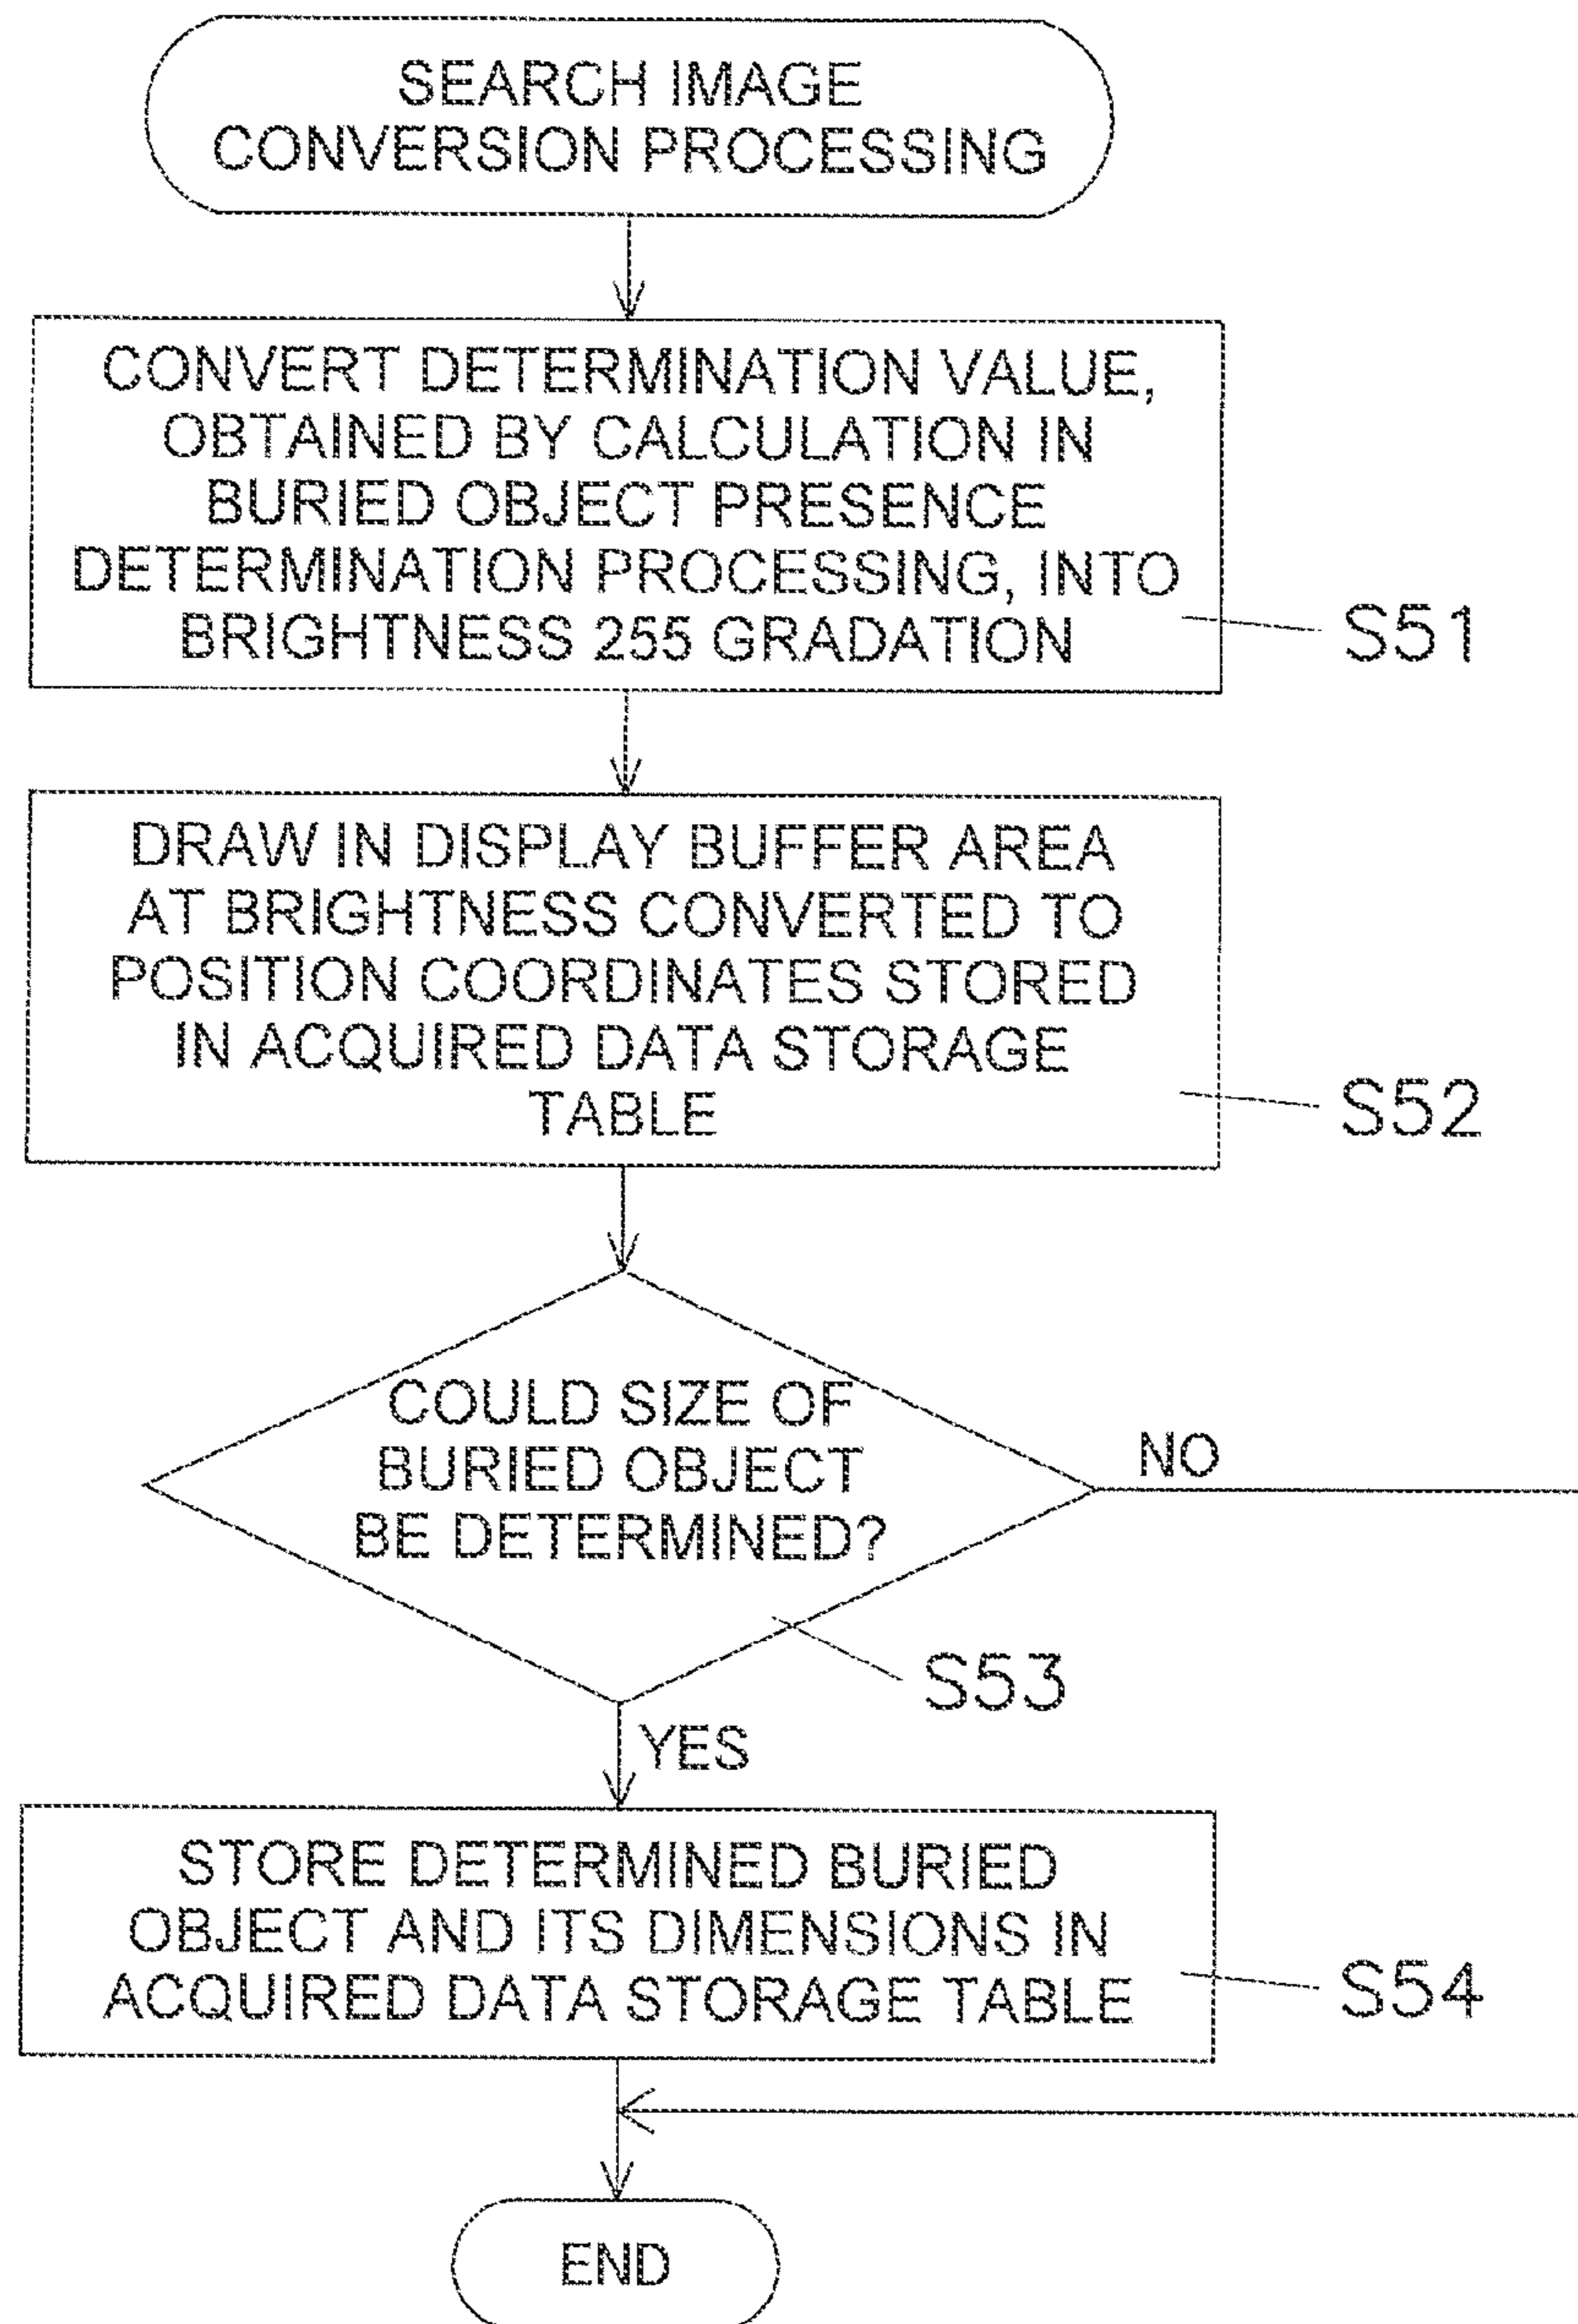 SEARCH IMAGE
CONVERSION PROCESSING
CONVERT DETERMINATION VALUE,
OBTAINED BY CALCULATION IN
BURIED OBJECT PRESENCE
DETERMINATION PROCESSING, INTO
BRIGHTNESS 255 GRADATION
S51
DRAW IN DISPLAY BUFFER AREA
AT BRIGHTNESS CONVERTED TO
POSITION COORDINATES STORED
IN ACQUIRED DATA STORAGE
TABLE
S52
COULD SIZE OF
BURIED OBJECT
BE DETERMINED?
NO
S53
YES
STORE DETERMINED BURIED
OBJECT AND ITS DIMENSIONS IN
ACQUIRED DATA STORAGE TABLE
S54
END